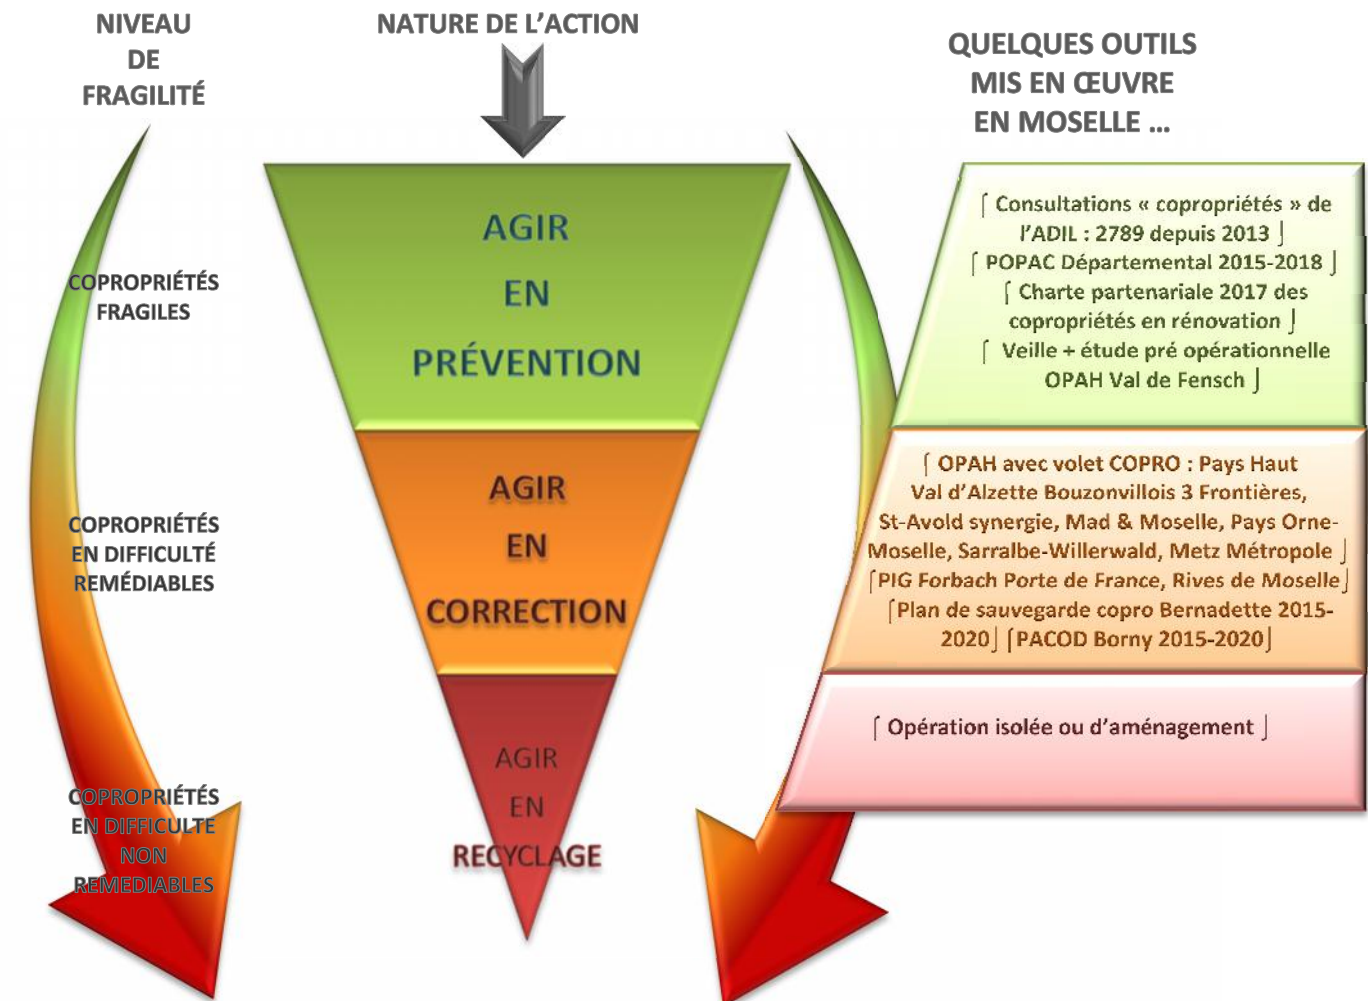 NIVEAU
DE
FRAGILITÉ
NATURE DE L'ACTION
QUELQUES OUTILS
MIS EN ŒUVRE
EN MOSELLE ...
COPROPRIÉTÉS
FRAGILES
AGIR
EN
PRÉVENTION
⌠ Consultations « copropriétés » de
l'ADIL : 2789 depuis 2013 ⌡
⌠ POPAC Départemental 2015-2018 ⌡
⌠ Charte partenariale 2017 des
copropriétés en rénovation ⌡
⌠ Veille + étude pré opérationnelle
OPAH Val de Fensch ⌡
COPROPRIÉTÉS
EN DIFFICULTÉ
REMÉDIABLES
AGIR
EN
CORRECTION
⌠ OPAH avec volet COPRO : Pays Haut
Val d'Alzette Bouzonvillois 3 Frontières,
St-Avold synergie, Mad & Moselle, Pays Orne-
Moselle, Sarralbe-Willerwald, Metz Métropole ⌡
⌠PIG Forbach Porte de France, Rives de Moselle⌡
⌠Plan de sauvegarde copro Bernadette 2015-
2020⌡ ⌠PACOD Borny 2015-2020⌡
COPROPRIÉTÉS
EN DIFFICULTE
NON
REMEDIABLES
AGIR
EN
RECYCLAGE
⌠ Opération isolée ou d'aménagement ⌡